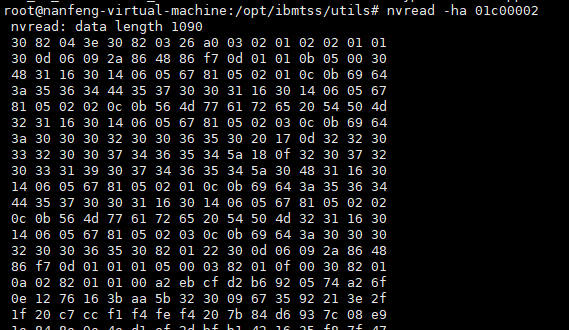 root@nanfeng-virtual-machine:/opt/ibmtss/utils# nvread -ha 01c00002
nvread: data length 1090
30 82 04 3e 30 82 03 26 a0 03 02 01 02 02 01 01
30 0d 06 09 2a 86 48 86 f7 0d 01 01 0b 05 00 30
48 31 16 30 14 06 05 67 81 05 02 01 0c 0b 69 64
3a 35 36 34 44 35 37 30 30 31 16 30 14 06 05 67
81 05 02 02 0c 0b 56 4d 77 61 72 65 20 54 50 4d
32 31 16 30 14 06 05 67 81 05 02 03 0c 0b 69 64
3a 30 30 30 32 30 30 36 35 30 20 17 0d 32 32 30
33 32 30 30 37 34 36 35 34 5a 18 0f 32 30 37 32
30 33 31 39 30 37 34 36 35 34 5a 30 48 31 16 30
14 06 05 67 81 05 02 01 0c 0b 69 64 3a 35 36 34
44 35 37 30 30 31 16 30 14 06 05 67 81 05 02 02
0c 0b 56 4d 77 61 72 65 20 54 50 4d 32 31 16 30
14 06 05 67 81 05 02 03 0c 0b 69 64 3a 30 30 30
32 30 30 36 35 30 82 01 22 30 0d 06 09 2a 86 48
86 f7 0d 01 01 01 05 00 03 82 01 0f 00 30 82 01
0a 02 82 01 01 00 a2 eb cf d2 b6 92 05 74 a2 6f
0e 12 76 16 3b aa 5b 32 30 09 67 35 92 21 3e 2f
1f 20 c7 cc f1 f4 fe f4 20 7b 84 d6 93 7c 08 e9